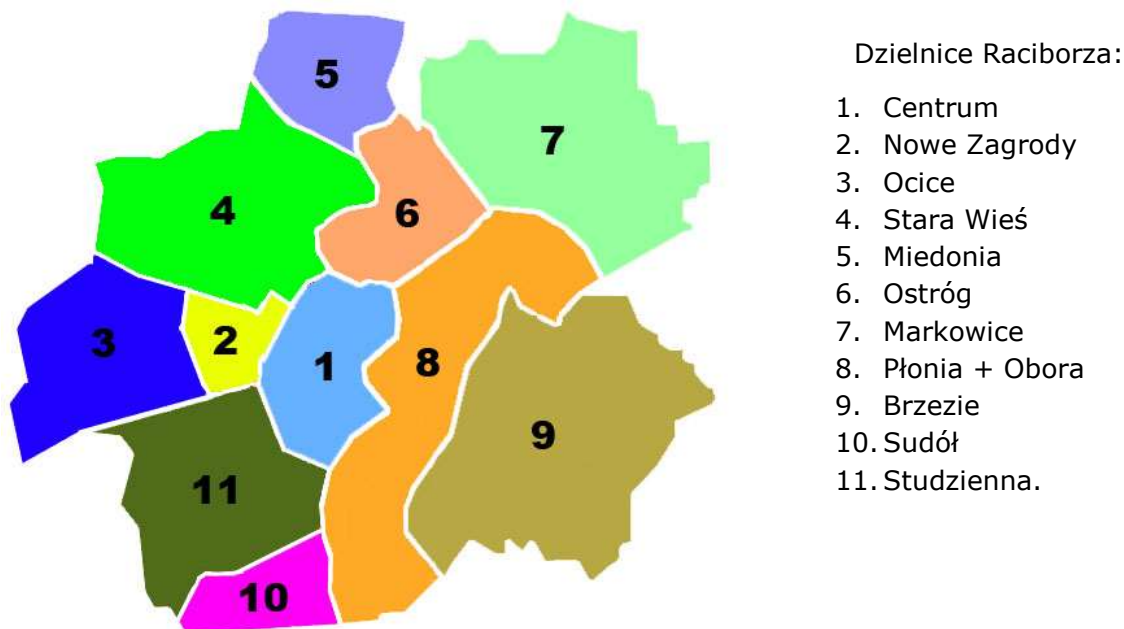 5
7
4
6
3
2
1
8
9
11
10
Dzielnice Raciborza:
1. Centrum
2. Nowe Zagrody
3. Ocice
4. Stara Wieś
5. Miedonia
6. Ostróg
7. Markowice
8. Płonia + Obora
9. Brzezie
10. Sudół
11. Studzienna.